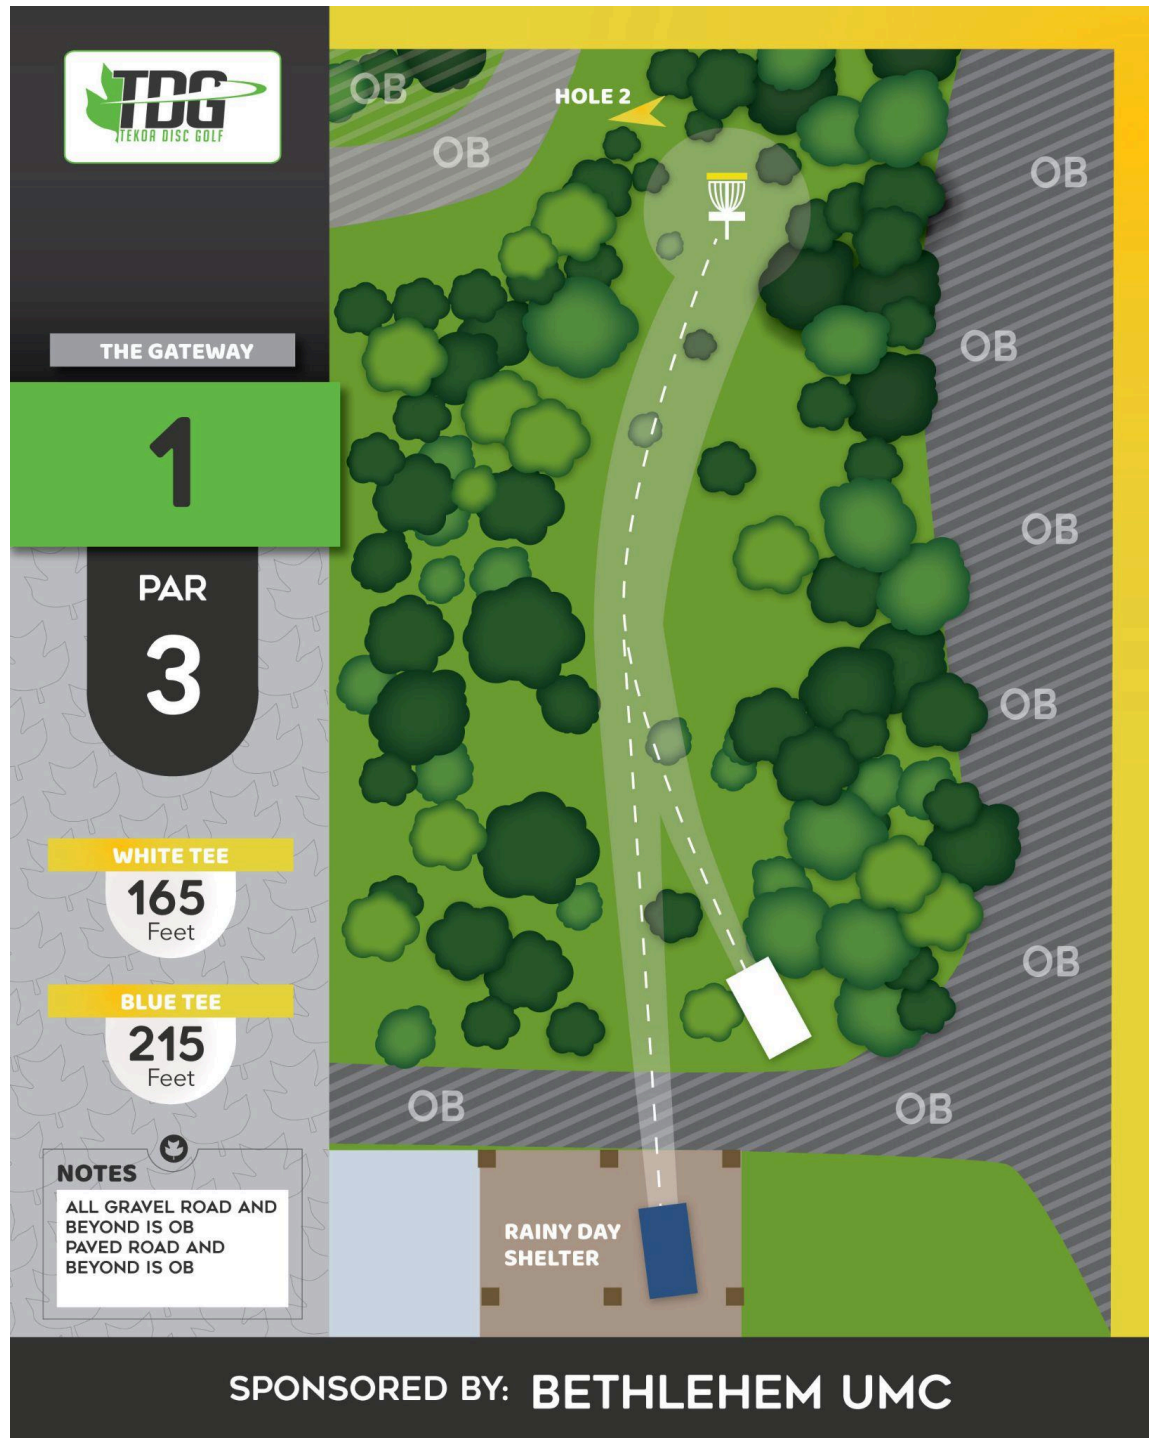 TDG
TEKOA DISC GOLF
THE GATEWAY
1
PAR
3
WHITE TEE
165
Feet
BLUE TEE
215
Feet
NOTES
ALL GRAVEL ROAD AND
BEYOND IS OB
PAVED ROAD AND
BEYOND IS OB
OB
OB
HOLE 2
OB
OB
OB
OB
OB
OB
OB
RAINY DAY
SHELTER
SPONSORED BY: BETHLEHEM UMC